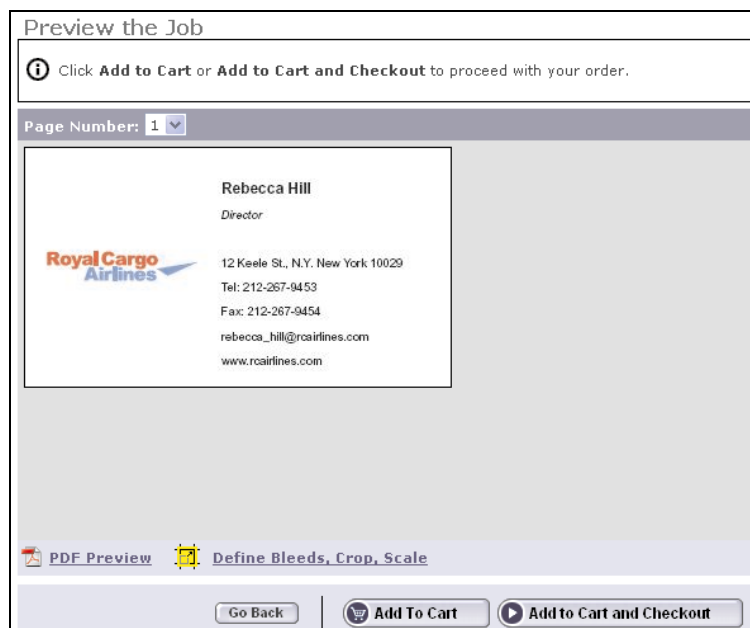 Preview the Job
Click Add to Cart or Add to Cart and Checkout to proceed with your order.
Page Number: 1
Rebecca Hill
Director
Royal Cargo
Airlines
12 Keele St., N.Y. New York 10029
Tel: 212-267-9453
Fax: 212-267-9454
rebecca_hill@rcairlines.com
www.rcairlines.com
PDF Preview Define Bleeds, Crop, Scale
Go Back Add To Cart Add to Cart and Checkout